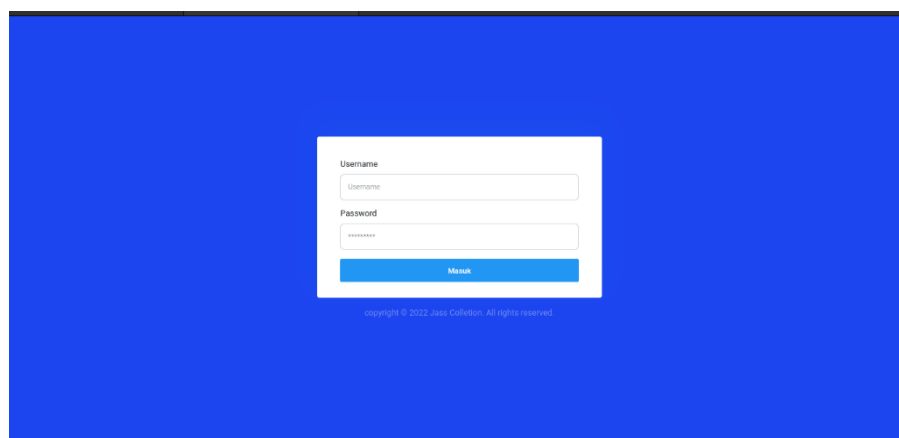 Username
Username
Password
*********
Masuk
copyright © 2022 Jass Colletion. All rights reserved.